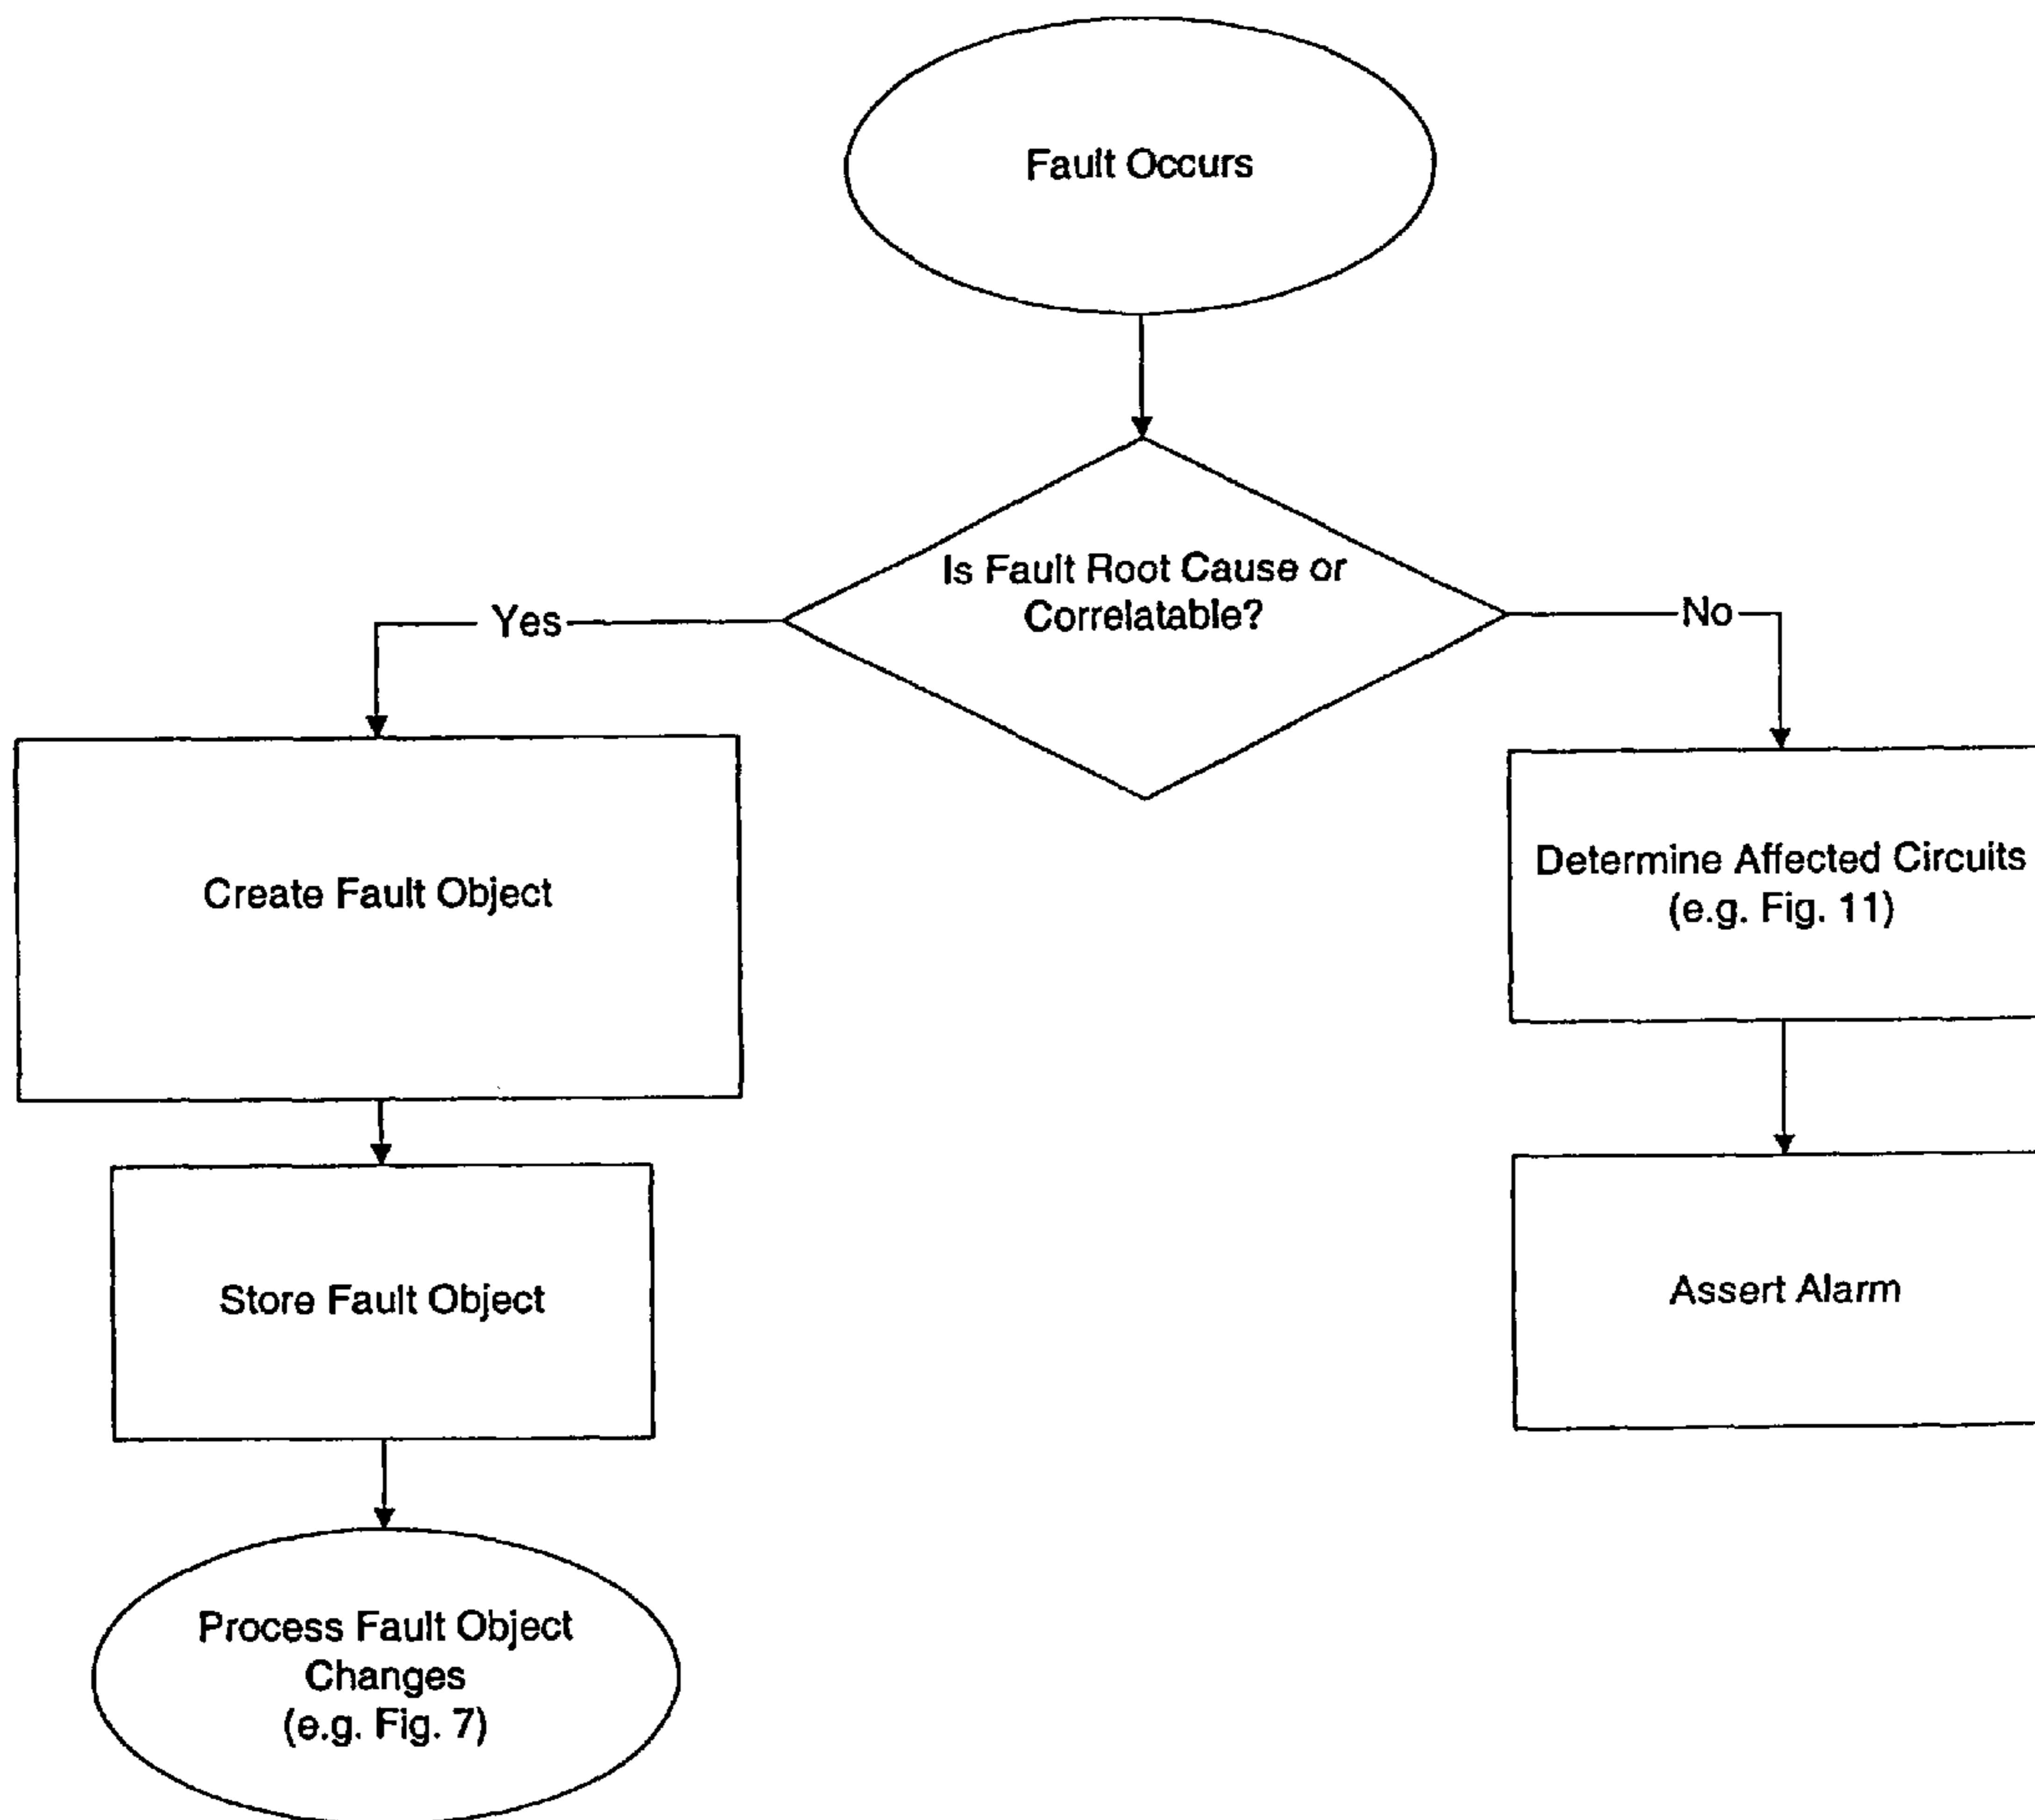 Fault Occurs
Is Fault Root Cause or
Correlatable?
Yes
No
Create Fault Object
Determine Affected Circuits
(e.g. Fig. 11)
Store Fault Object
Assert Alarm
Process Fault Object
Changes
(e.g. Fig. 7)